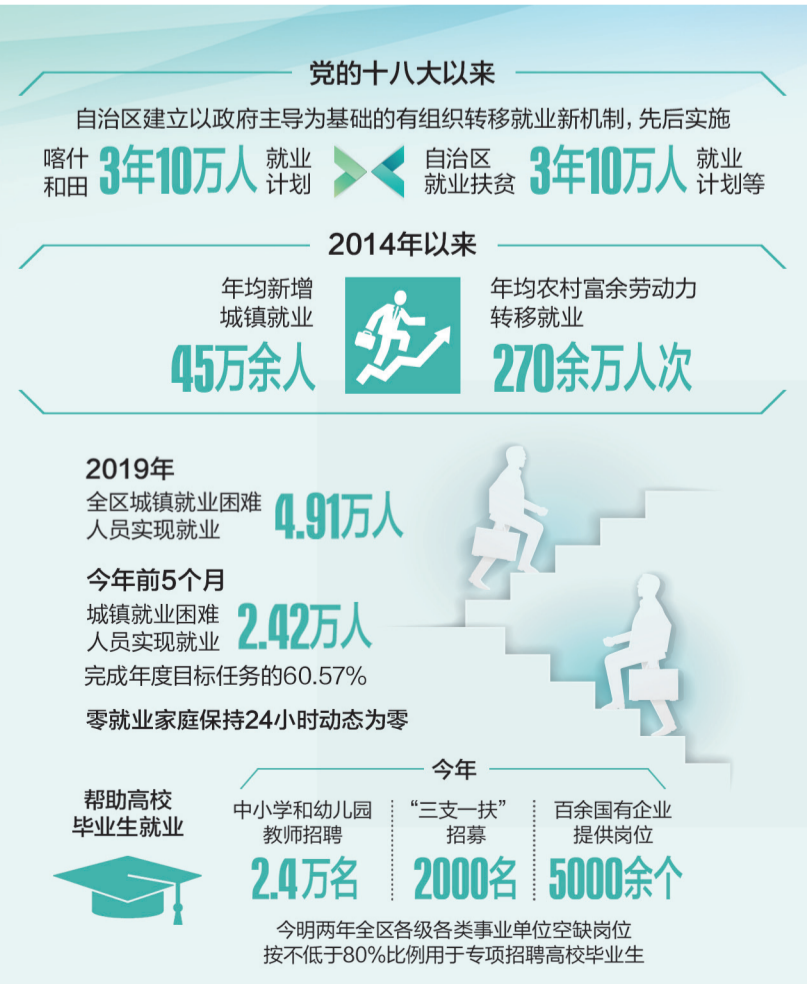 党的十八大以来
自治区建立以政府主导为基础的有组织转移就业新机制，先后实施
喀什
和田
3年10万人
就业
计划
自治区
就业扶贫
3年10万人
就业
计划等
2014年以来
年均新增
城镇就业
45万余人
年均农村富余劳动力
转移就业
270余万人次
2019年
全区城镇就业困难
人员实现就业
4.91万人
今年前5个月
城镇就业困难
人员实现就业
2.42万人
完成年度目标任务的60.57%
零就业家庭保持24小时动态为零
帮助高校
毕业生就业
今年
中小学和幼儿园
教师招聘
2.4万名
“三支一扶”
招募
2000名
百余国有企业
提供岗位
5000余个
今明两年全区各级各类事业单位空缺岗位
按不低于80%比例用于专项招聘高校毕业生